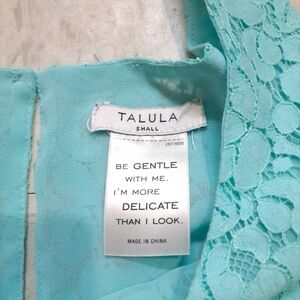 TALULA
SMALL
BE GENTLE
WITH ME.
I'M MORE
DELICATE
THAN I LOOK.
MADE IN CHINA